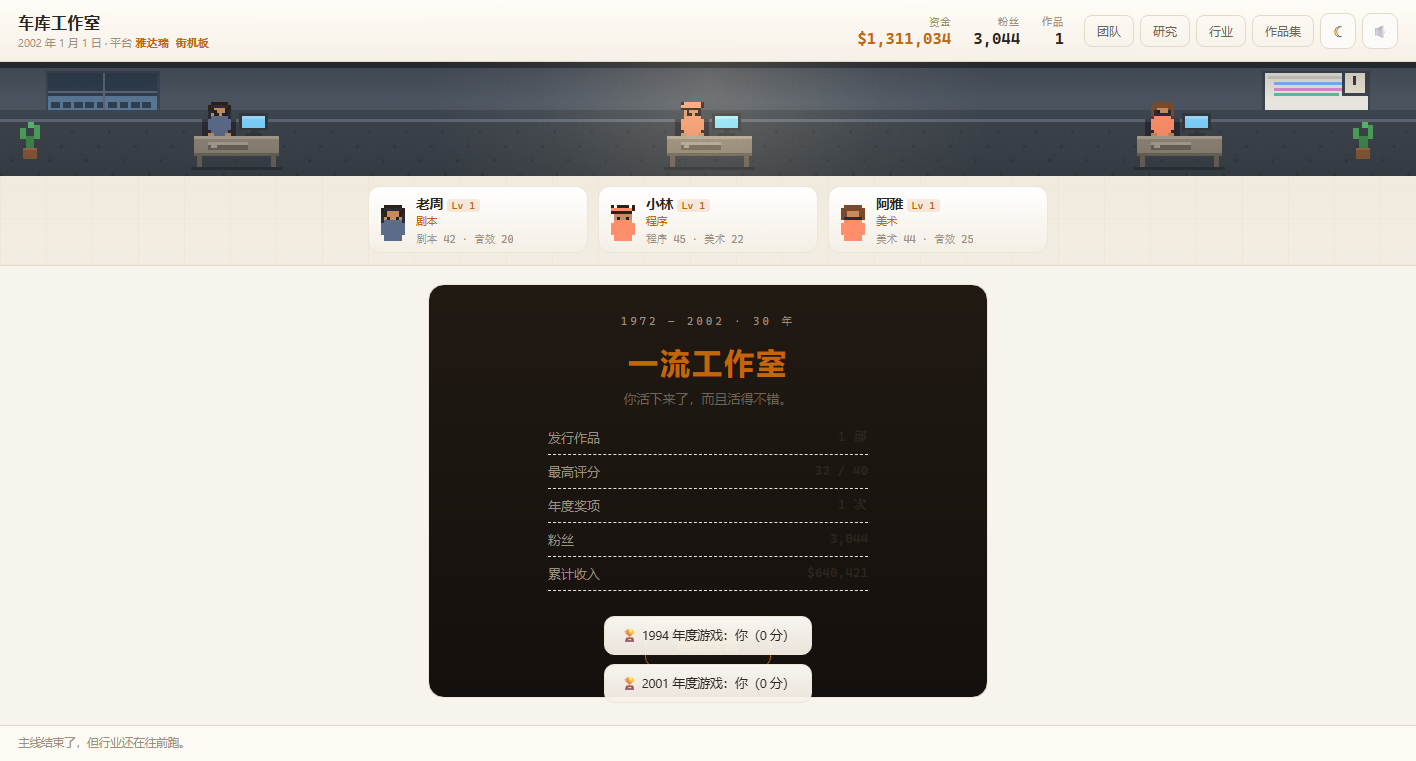 车库工作室
2002 年 1 月 1 日 · 平台 雅达瑞 街机板
资金
$1,311,034
粉丝
3,044
作品
1
团队
研究
行业
作品集
老周 Lv 1
剧本
剧本 42 · 音效 20
小林 Lv 1
程序
程序 45 · 美术 22
阿雅 Lv 1
美术
美术 44 · 音效 25
1972 — 2002 · 30 年
一流工作室
你活下来了，而且活得不错。
发行作品 1 部
最高评分 32 / 40
年度奖项 1 次
粉丝 3,044
累计收入 $640,421
1994 年度游戏：你（0 分）
2001 年度游戏：你（0 分）
主线结束了，但行业还在往前跑。